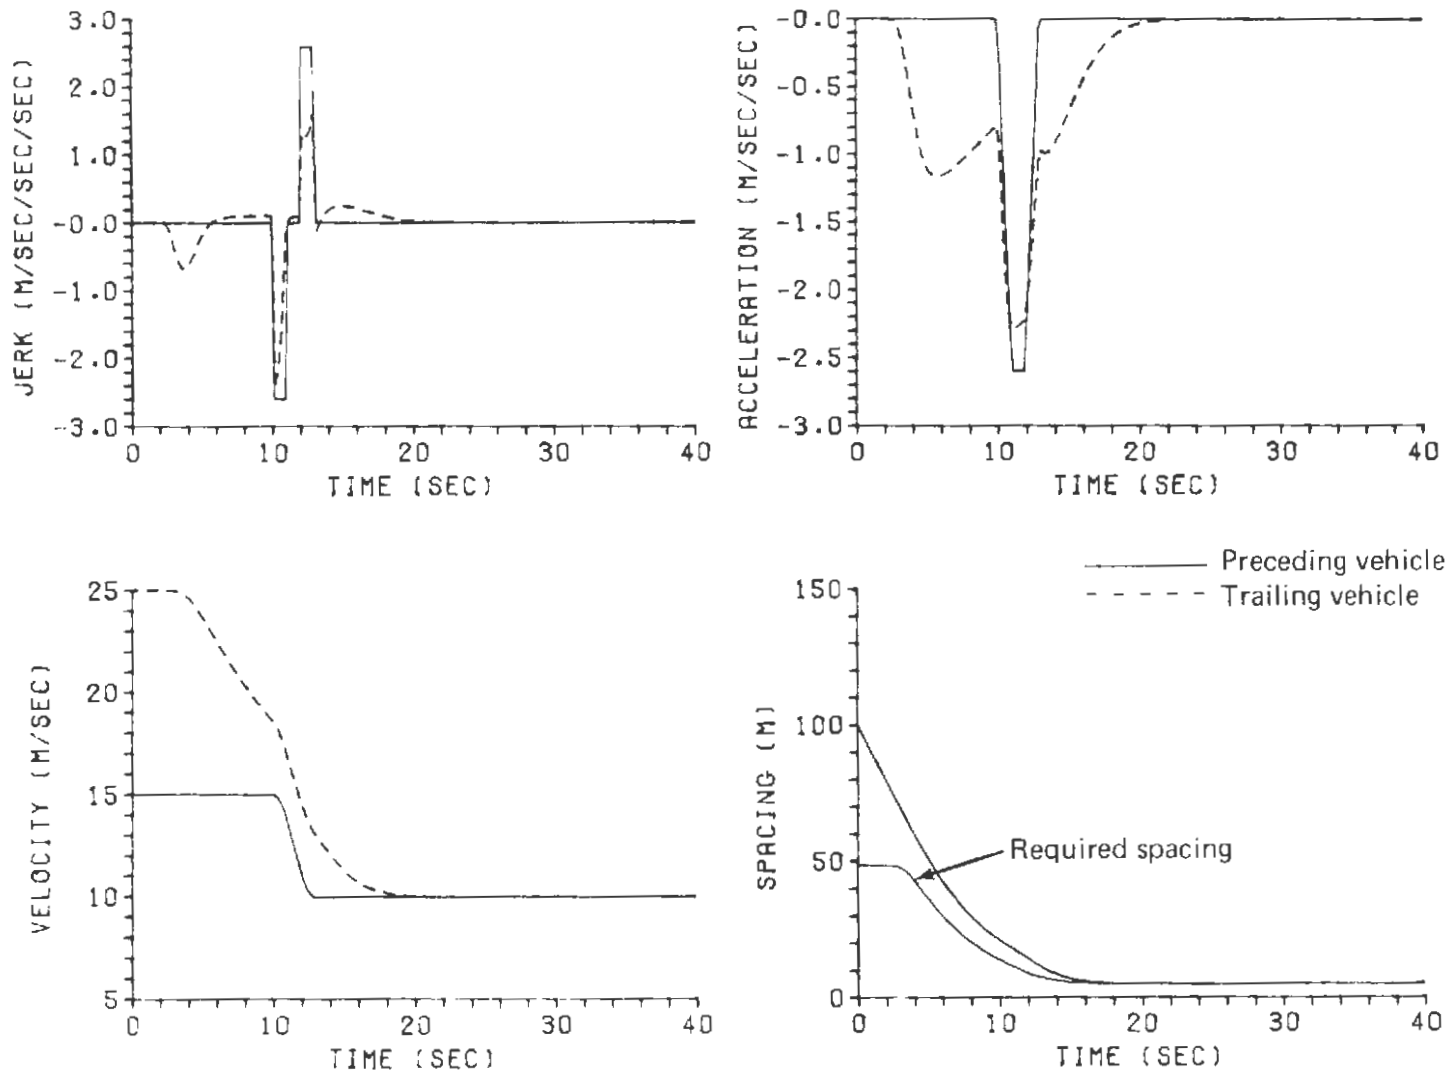 JERK (M/SEC/SEC/SEC)
3.0
2.0
1.0
-0.0
-1.0
-2.0
-3.0
0 10 20 30 40
TIME (SEC)
ACCELERATION (M/SEC/SEC)
-0.0
-0.5
-1.0
-1.5
-2.0
-2.5
-3.0
0 10 20 30 40
TIME (SEC)
Preceding vehicle
Trailing vehicle
VELOCITY (M/SEC)
25
20
15
10
5
0 10 20 30 40
TIME (SEC)
SPACING (M)
150
100
50
0
Required spacing
0 10 20 30 40
TIME (SEC)